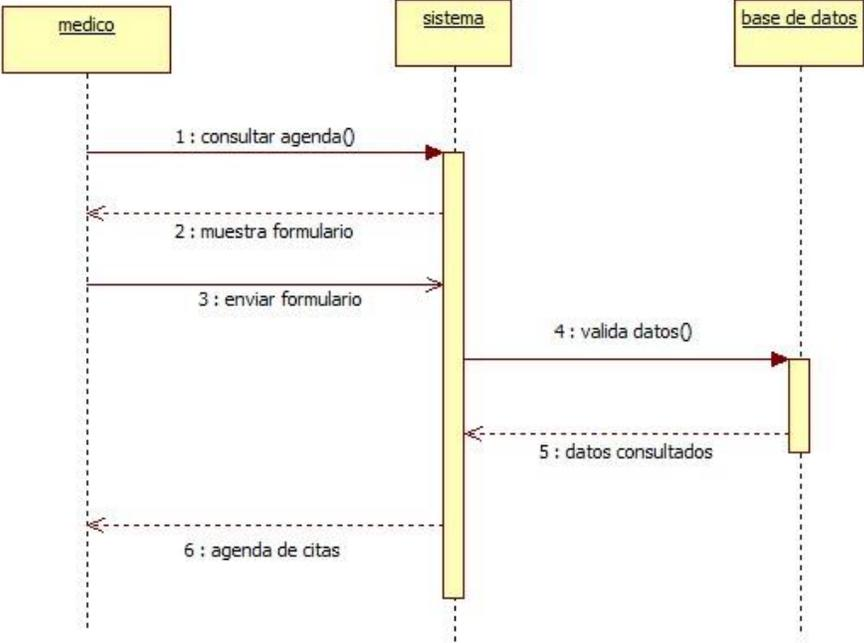 medico
sistema
base de datos
1 : consultar agenda()
2 : muestra formulario
3 : enviar formulario
4 : valida datos()
5 : datos consultados
6 : agenda de citas